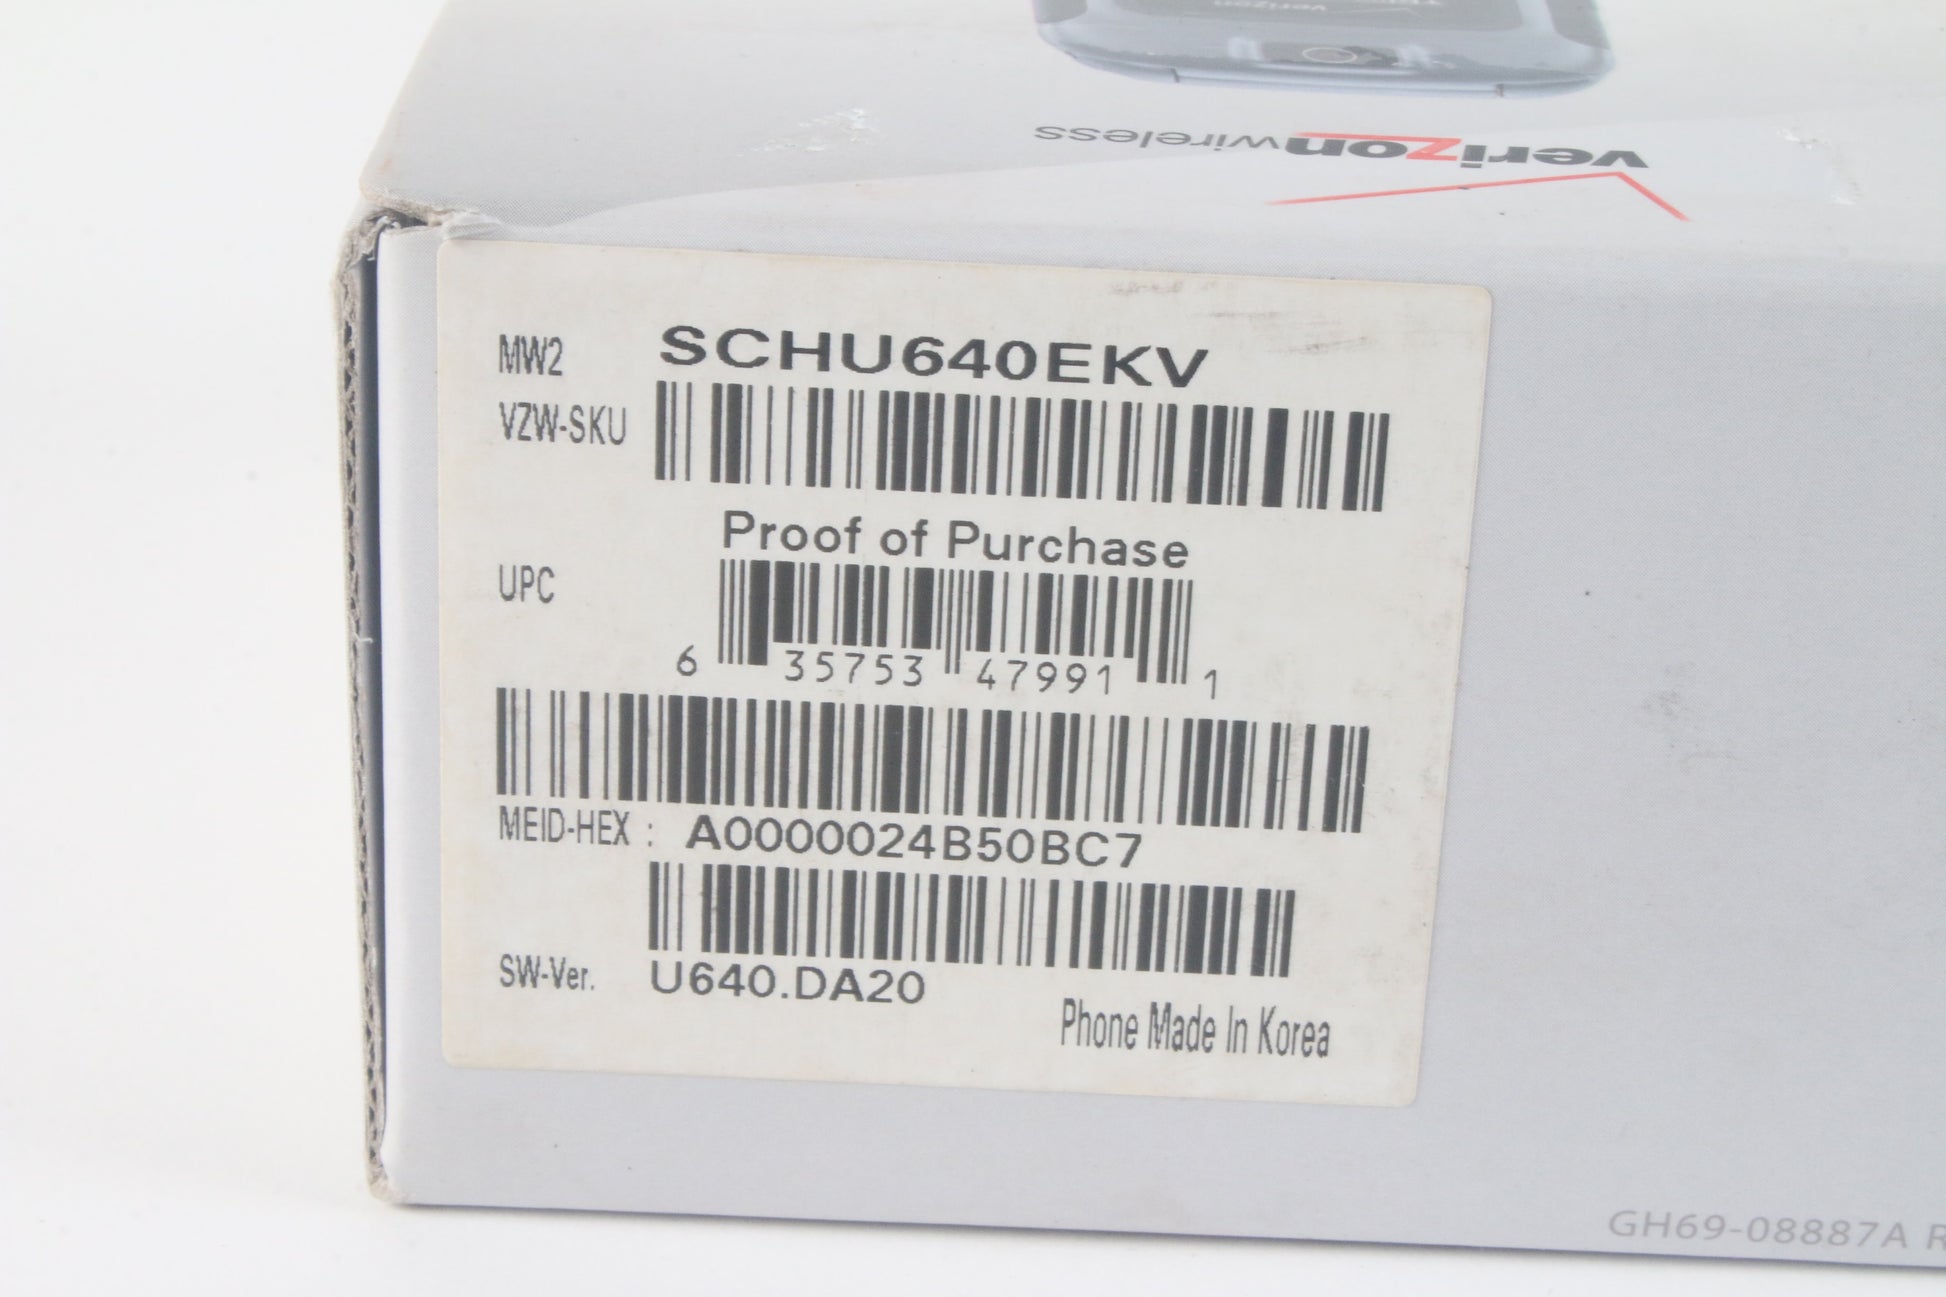 verizon
verizonwireless
MW2 SCHU640EKV
VZW-SKU
Proof of Purchase
UPC
6 35753 47991 1
MEID-HEX : A0000024B50BC7
SW-Ver. U640.DA20
Phone Made In Korea
GH69-08887A R